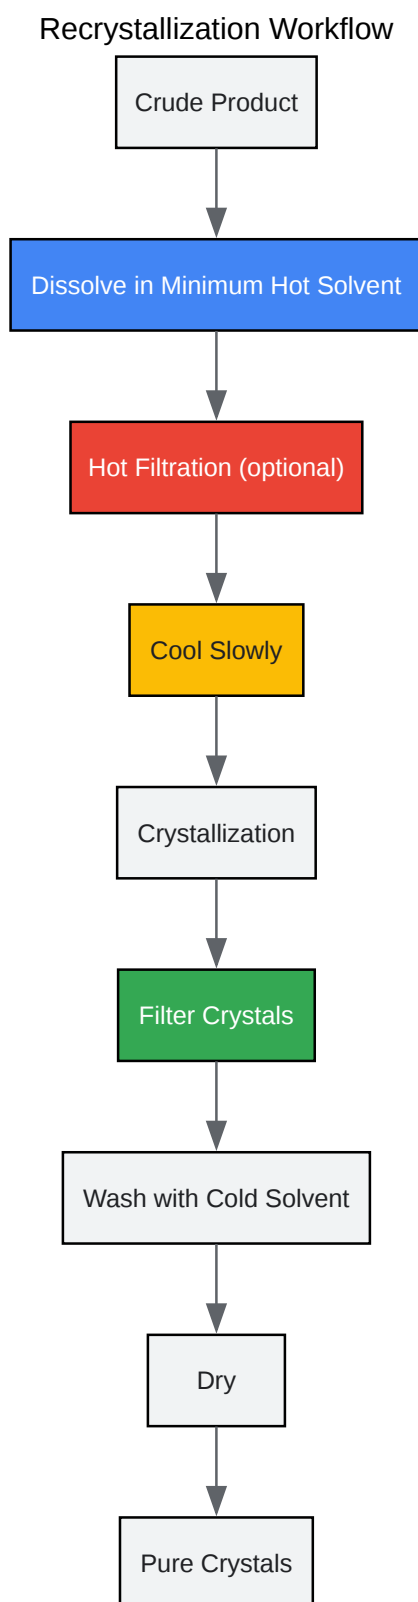 Recrystallization Workflow
Crude Product
Dissolve in Minimum Hot Solvent
Hot Filtration (optional)
Cool Slowly
Crystallization
Filter Crystals
Wash with Cold Solvent
Dry
Pure Crystals